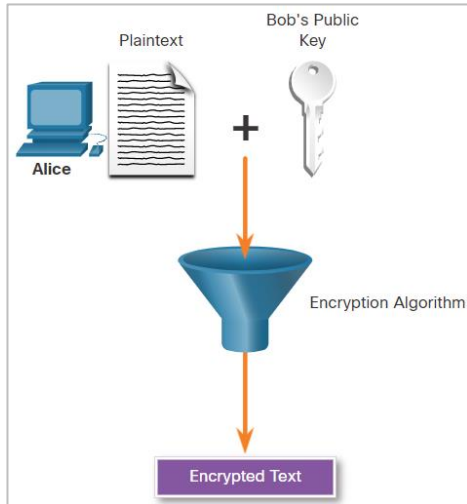 Plaintext
Bob's Public
Key
Alice
Encryption Algorithm
Encrypted Text